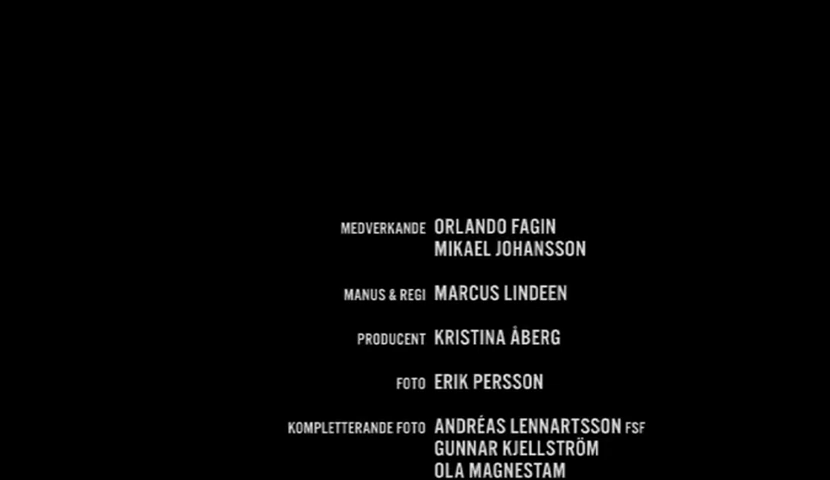 MEDVERKANDE ORLANDO FAGIN
MIKAEL JOHANSSON
MANUS & REGI MARCUS LINDEEN
PRODUCENT KRISTINA ÅBERG
FOTO ERIK PERSSON
KOMPLETTERANDE FOTO ANDRÉAS LENNARTSSON FSF
GUNNAR KJELLSTRÖM
OLA MAGNESTAM